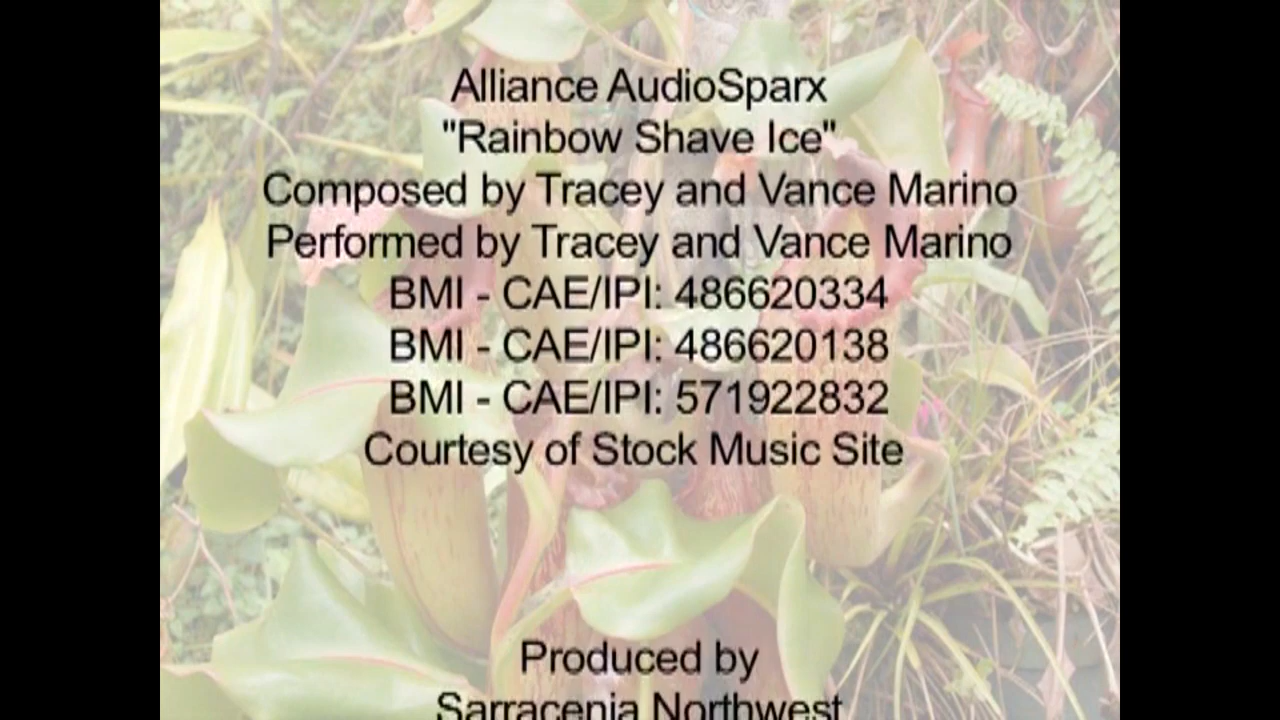 Alliance AudioSparx
"Rainbow Shave Ice"
Composed by Tracey and Vance Marino
Performed by Tracey and Vance Marino
BMI - CAE/IPI: 486620334
BMI - CAE/IPI: 486620138
BMI - CAE/IPI: 571922832
Courtesy of Stock Music Site
Produced by
Sarracenia Northwest